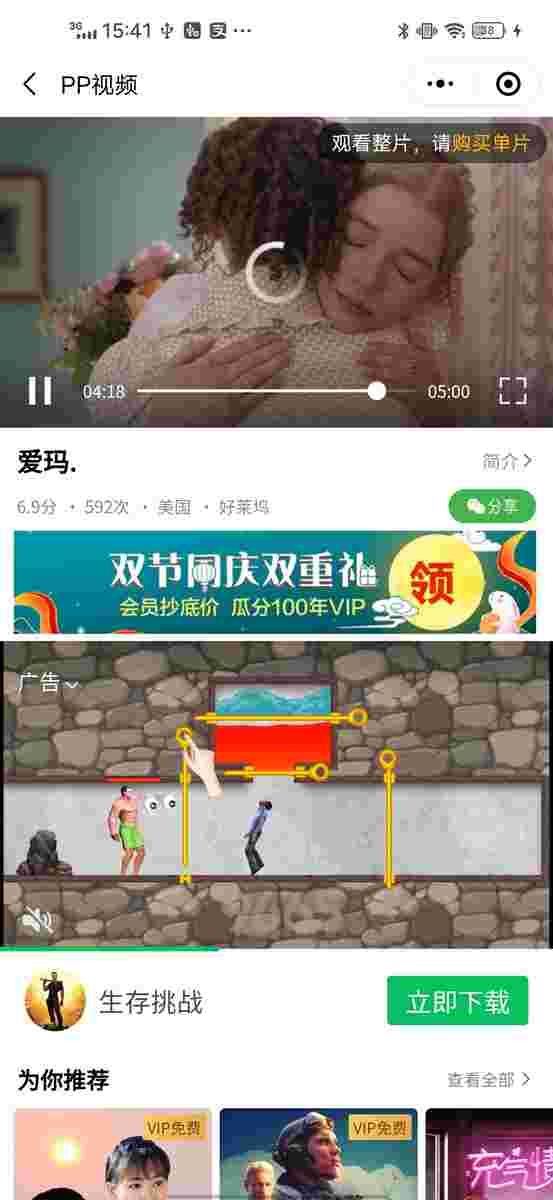 3G 15:41 68
PP视频
观看整片，请购买单片
04:18 05:00
爱玛. 简介
6.9分 · 592次 · 美国 · 好莱坞 分享
双节同庆双重礼 领
会员抄底价 瓜分100年VIP
广告
生存挑战 立即下载
为你推荐 查看全部
VIP免费 VIP免费